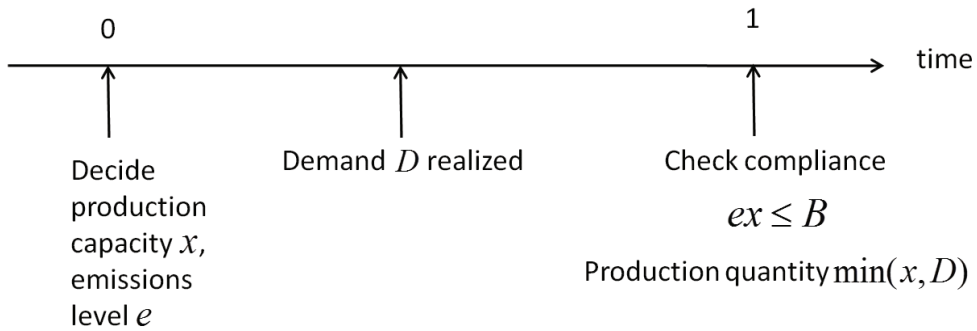 0
1
time
Decide
production
capacity x,
emissions
level e
Demand D realized
Check compliance
ex ≤ B
Production quantity min(x, D)